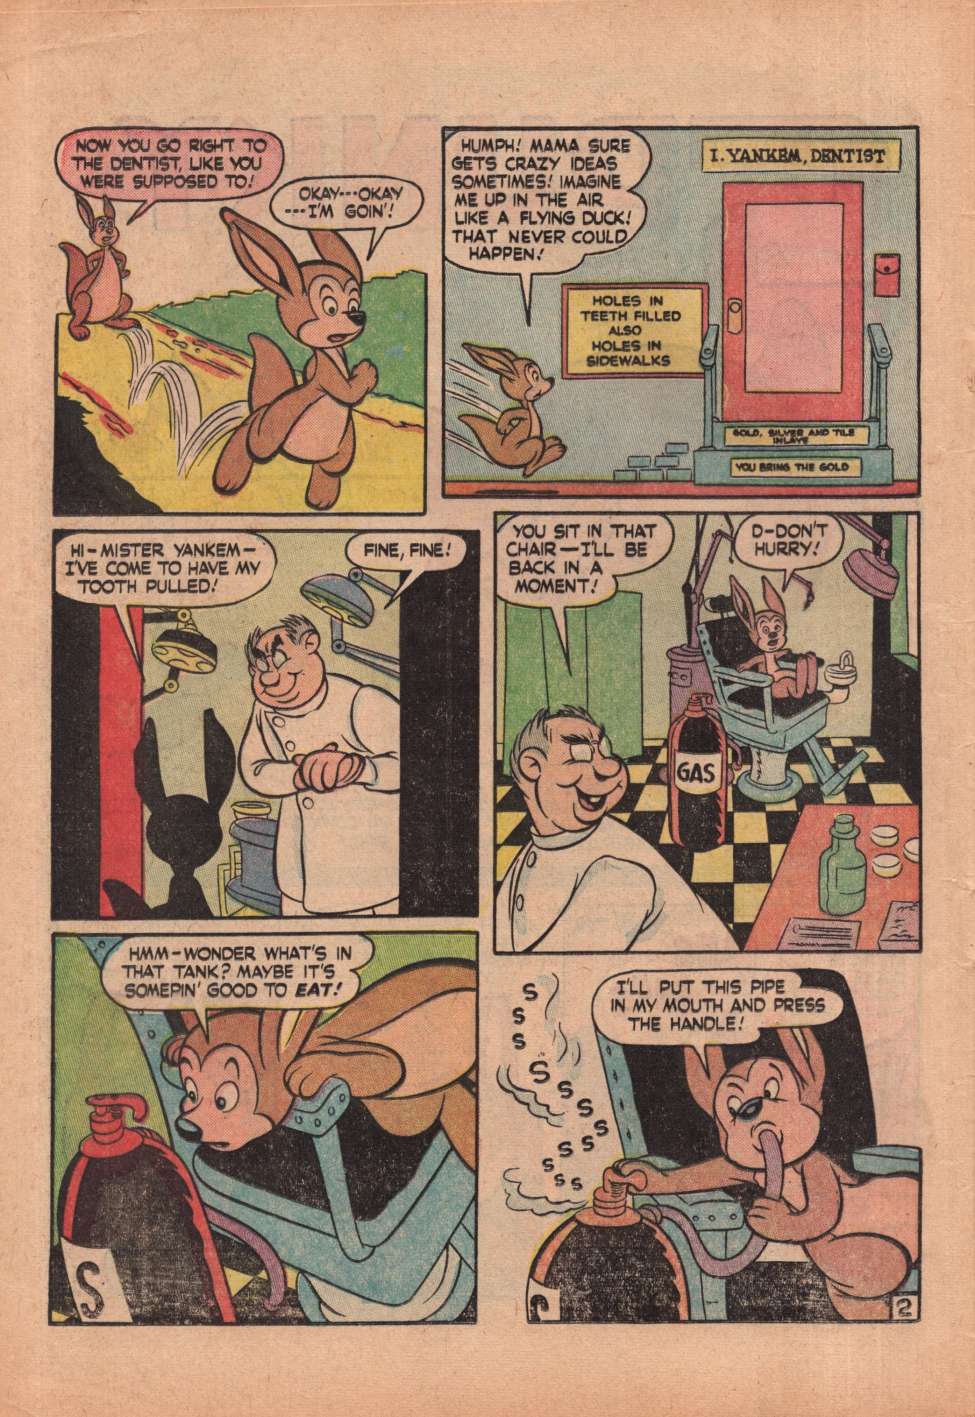 NOW YOU GO RIGHT TO
THE DENTIST, LIKE YOU
WERE SUPPOSED TO!
OKAY---OKAY
---I'M GOIN'!
HUMPH! MAMA SURE
GETS CRAZY IDEAS
SOMETIMES! IMAGINE
ME UP IN THE AIR
LIKE A FLYING DUCK!
THAT NEVER COULD
HAPPEN!
I. YANKEM, DENTIST
HOLES IN
TEETH FILLED
ALSO
HOLES IN
SIDEWALKS
GOLD, SILVER AND TILE
INLAYS
YOU BRING THE GOLD
HI-MISTER YANKEM-
I'VE COME TO HAVE MY
TOOTH PULLED!
FINE, FINE!
YOU SIT IN THAT
CHAIR-I'LL BE
BACK IN A
MOMENT!
D-DON'T
HURRY!
GAS
HMM-WONDER WHAT'S IN
THAT TANK? MAYBE IT'S
SOMEPIN' GOOD TO EAT!
S
I'LL PUT THIS PIPE
IN MY MOUTH AND PRESS
THE HANDLE!
S
S
S
S
S
S
S
S
S
S
S
S
S
2